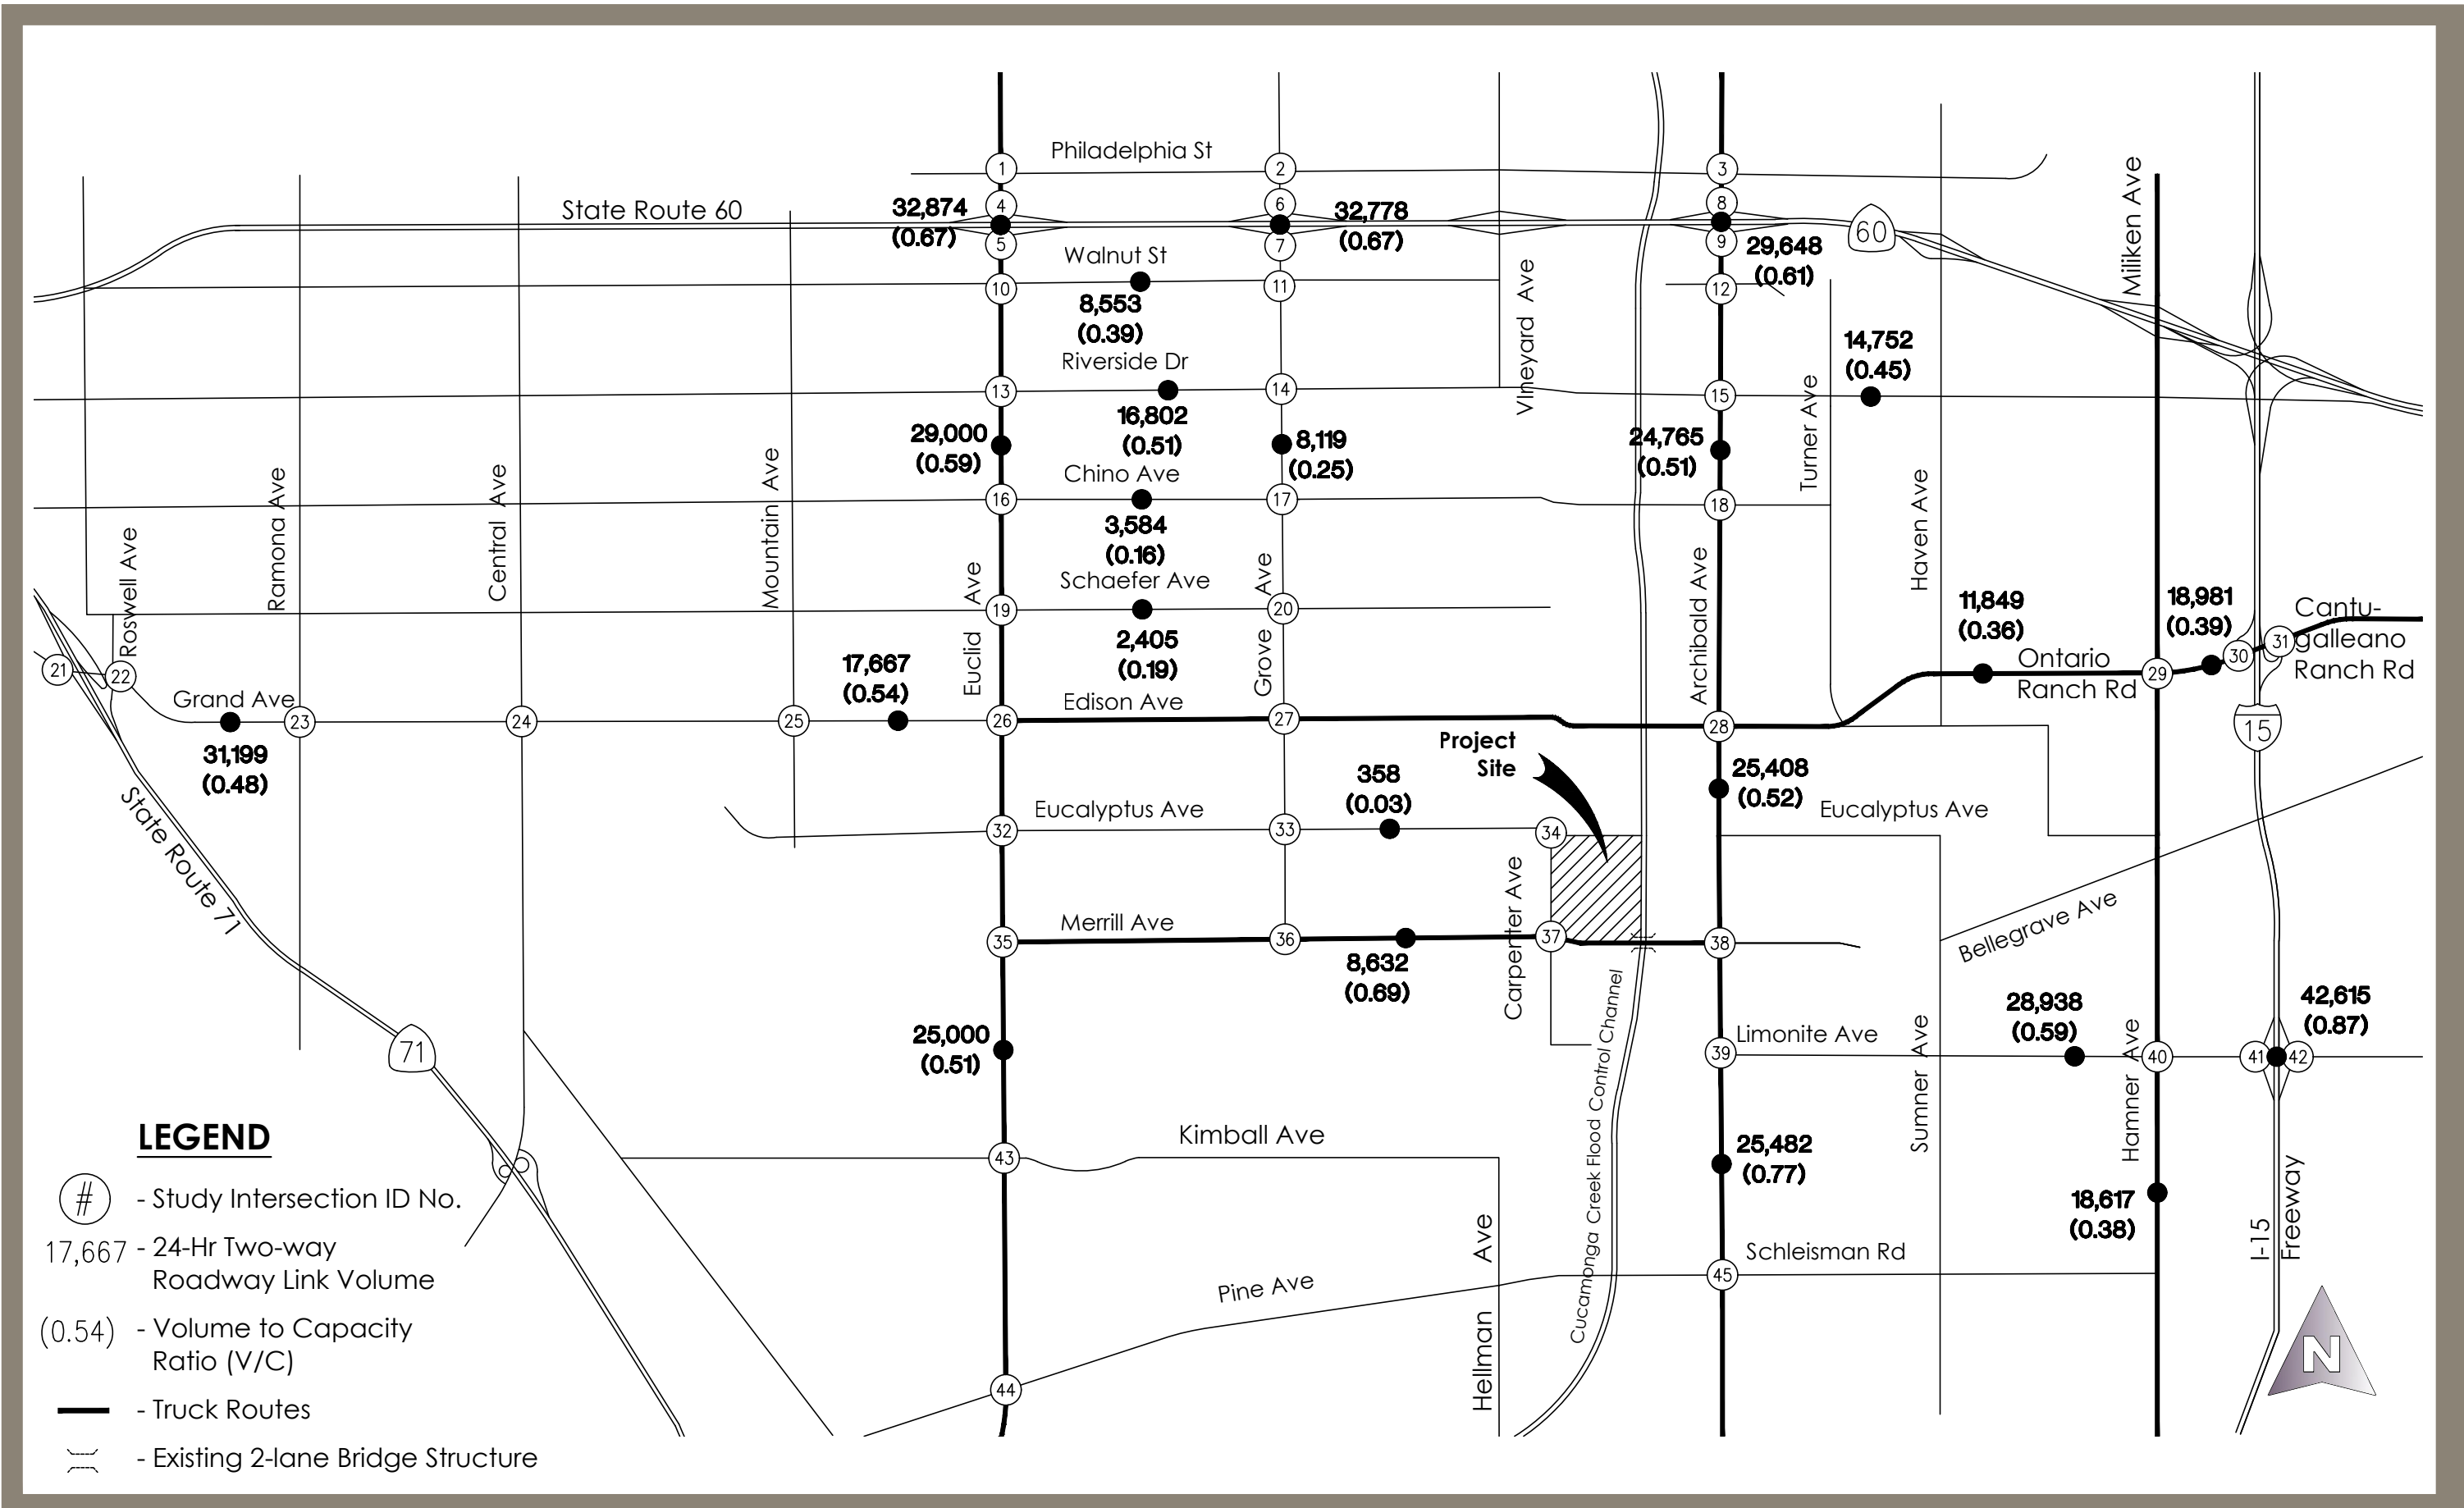 Philadelphia St
1
2
3
State Route 60
32,874
(0.67)
4
5
6
7
32,778
(0.67)
8
9
29,648
(0.61)
60
Miliken Ave
Walnut St
10
8,553
(0.39)
11
Vineyard Ave
12
14,752
(0.45)
Riverside Dr
13
16,802
(0.51)
14
15
29,000
(0.59)
8,119
(0.25)
24,765
(0.51)
Turner Ave
Chino Ave
16
3,584
(0.16)
17
18
Roswell Ave
Ramona Ave
Central Ave
Mountain Ave
Euclid Ave
Grove Ave
Archibald Ave
Haven Ave
Schaefer Ave
19
2,405
(0.19)
20
11,849
(0.36)
18,981
(0.39)
Cantu-
galleano
Ranch Rd
Ontario
Ranch Rd
21
22
Grand Ave
23
31,199
(0.48)
24
25
17,667
(0.54)
26
Edison Ave
27
28
29
30
31
15
Project
Site
25,408
(0.52)
358
(0.03)
Eucalyptus Ave
32
33
34
Eucalyptus Ave
State Route 71
Merrill Ave
35
36
8,632
(0.69)
37
38
Carpenter Ave
Bellegrave Ave
Cucamonga Creek Flood Control Channel
71
25,000
(0.51)
Limonite Ave
39
28,938
(0.59)
40
41
42
42,615
(0.87)
Sumner Ave
Hamner Ave
Kimball Ave
43
25,482
(0.77)
18,617
(0.38)
I-15
Freeway
Hellman Ave
Pine Ave
Schleisman Rd
44
45
N
LEGEND
# - Study Intersection ID No.
17,667 - 24-Hr Two-way
Roadway Link Volume
(0.54) - Volume to Capacity
Ratio (V/C)
- Truck Routes
- Existing 2-lane Bridge Structure